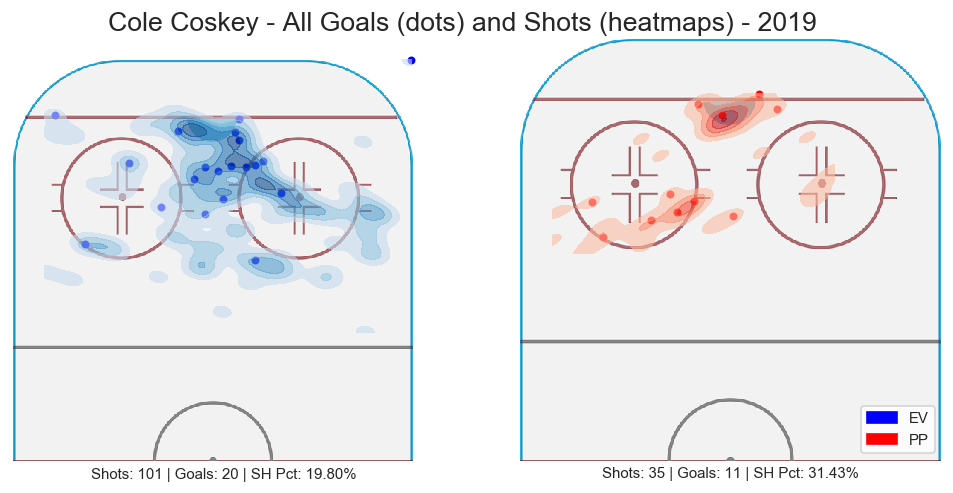 Cole Coskey - All Goals (dots) and Shots (heatmaps) - 2019
EV
PP
Shots: 101 | Goals: 20 | SH Pct: 19.80%
Shots: 35 | Goals: 11 | SH Pct: 31.43%